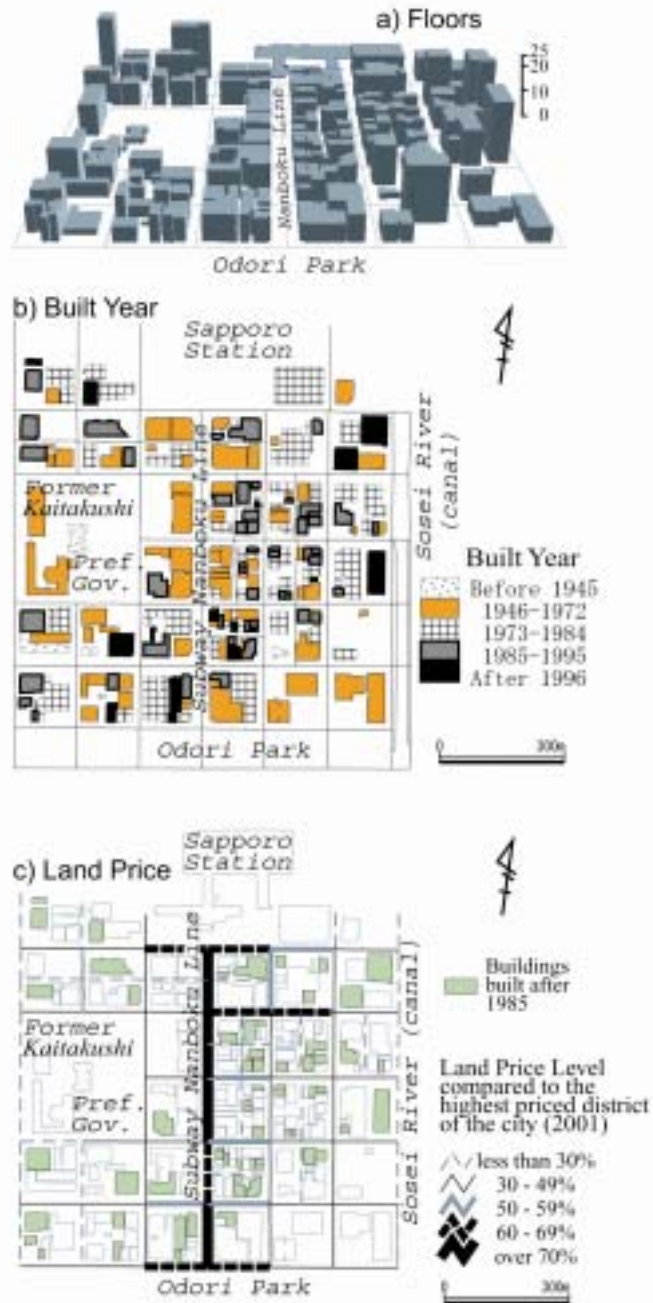 a) Floors
25
20
10
0
Nanboku Line
Odori Park
b) Built Year
Sapporo
Station
Former
Kaitakushi
Pref.
Gov.
Subway Nanboku Line
Sosei River
(canal)
Built Year
Before 1945
1946-1972
1973-1984
1985-1995
After 1996
Odori Park
0 300m
Sapporo
Station
c) Land Price
Former
Kaitakushi
Pref.
Gov.
Subway Nanboku Line
Sosei River (canal)
Buildings
built after
1985
Land Price Level
compared to the
highest priced district
of the city (2001)
less than 30%
30 - 49%
50 - 59%
60 - 69%
over 70%
Odori Park
0 300m